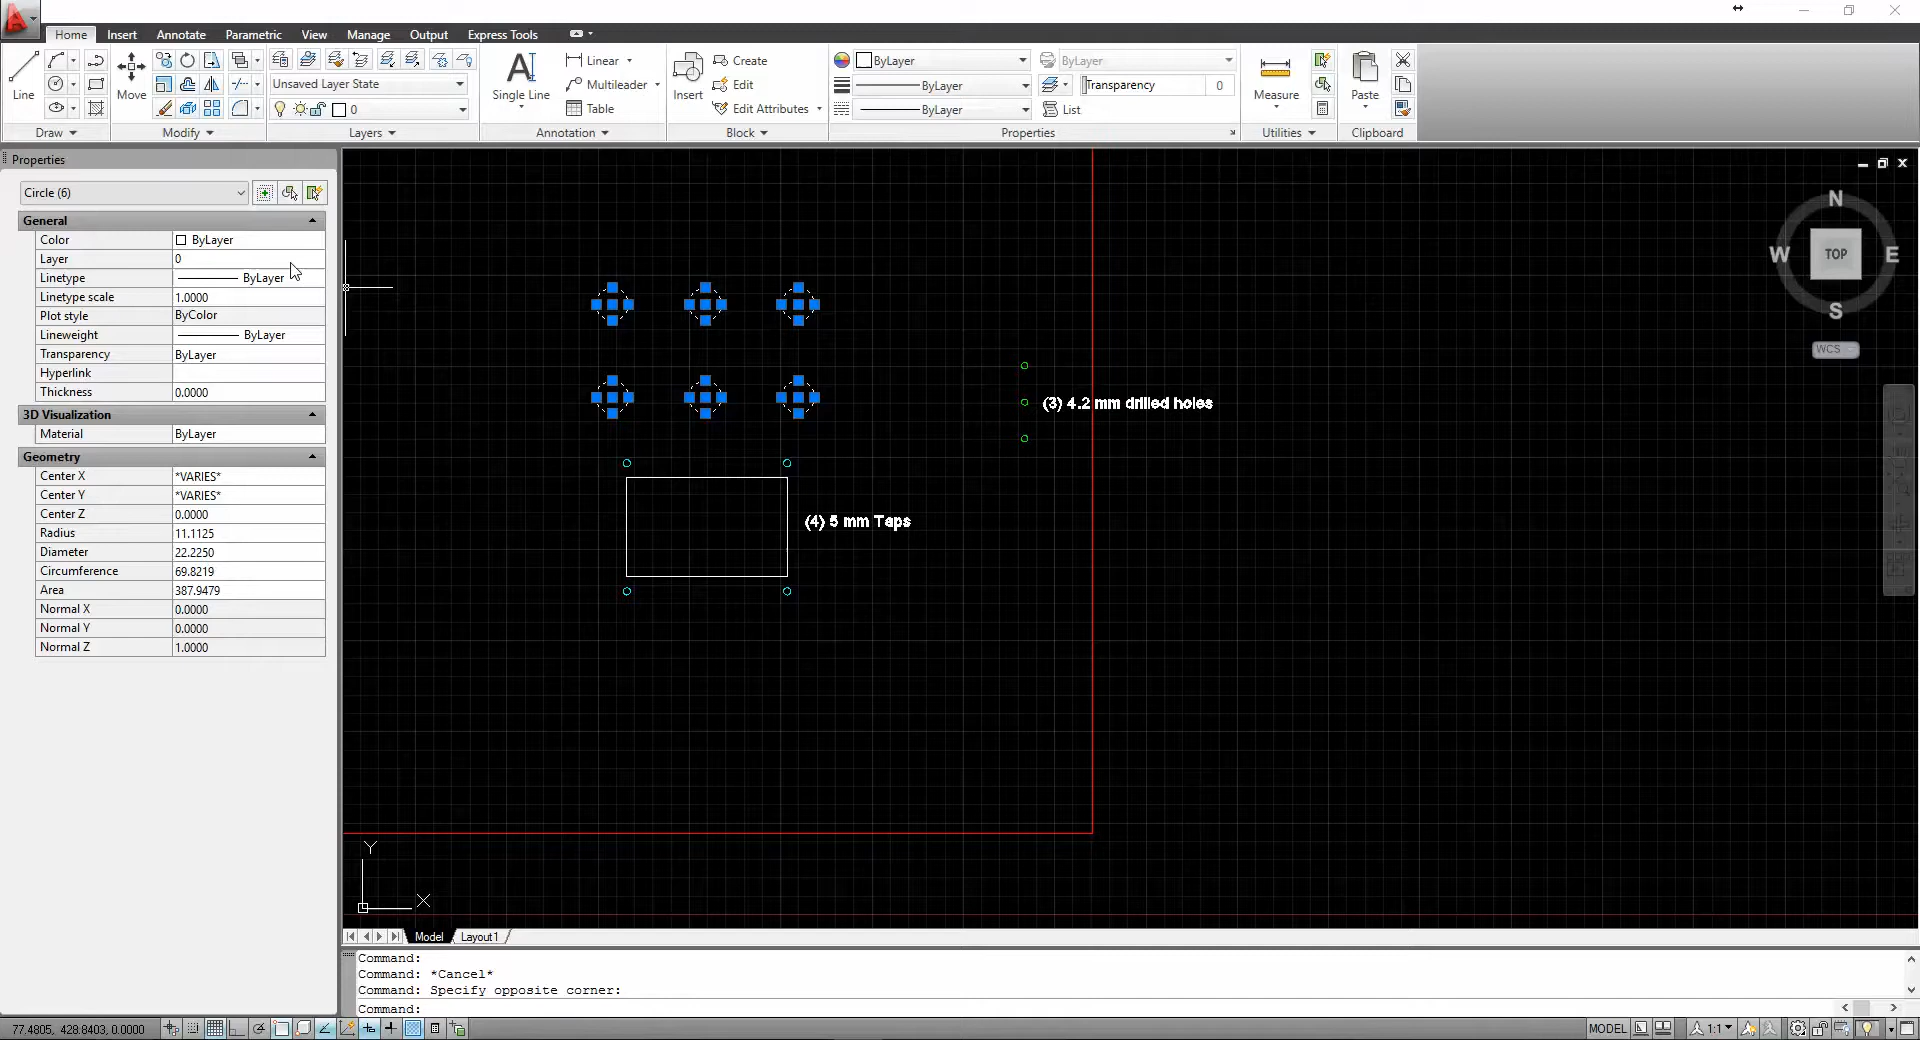 Home Insert Annotate Parametric View Manage Output Express Tools
Line
Move
Unsaved Layer State
0
Single Line
Linear
Multileader
Table
Insert
Create
Edit
Edit Attributes
ByLayer
ByLayer
ByLayer
ByLayer
Transparency 0
List
Measure
Paste
Draw Modify Layers Annotation Block Properties Utilities Clipboard
Properties
Circle (6)
General
Color ByLayer
Layer 0
Linetype ByLayer
Linetype scale 1.0000
Plot style ByColor
Lineweight ByLayer
Transparency ByLayer
Hyperlink
Thickness 0.0000
3D Visualization
Material ByLayer
Geometry
Center X *VARIES*
Center Y *VARIES*
Center Z 0.0000
Radius 11.1125
Diameter 22.2250
Circumference 69.8219
Area 387.9479
Normal X 0.0000
Normal Y 0.0000
Normal Z 1.0000
N
W TOP E
S
WCS
(3) 4.2 mm drilled holes
(4) 5 mm Taps
Y
X
Model Layout1
Command:
Command: *Cancel*
Command: Specify opposite corner:
Command:
77.4805, 428.8403, 0.0000
MODEL
1:1